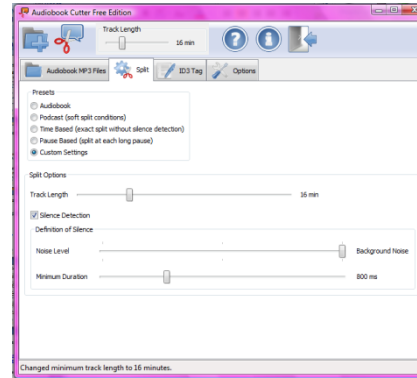 Audiobook Cutter Free Edition
Track Length
16 min
Audiobook MP3 Files
Split
ID3 Tag
Options
Presets
Audiobook
Podcast (soft split conditions)
Time Based (exact split without silence detection)
Pause Based (split at each long pause)
Custom Settings
Split Options
Track Length 16 min
Silence Detection
Definition of Silence
Noise Level Background Noise
Minimum Duration 800 ms
Changed minimum track length to 16 minutes.